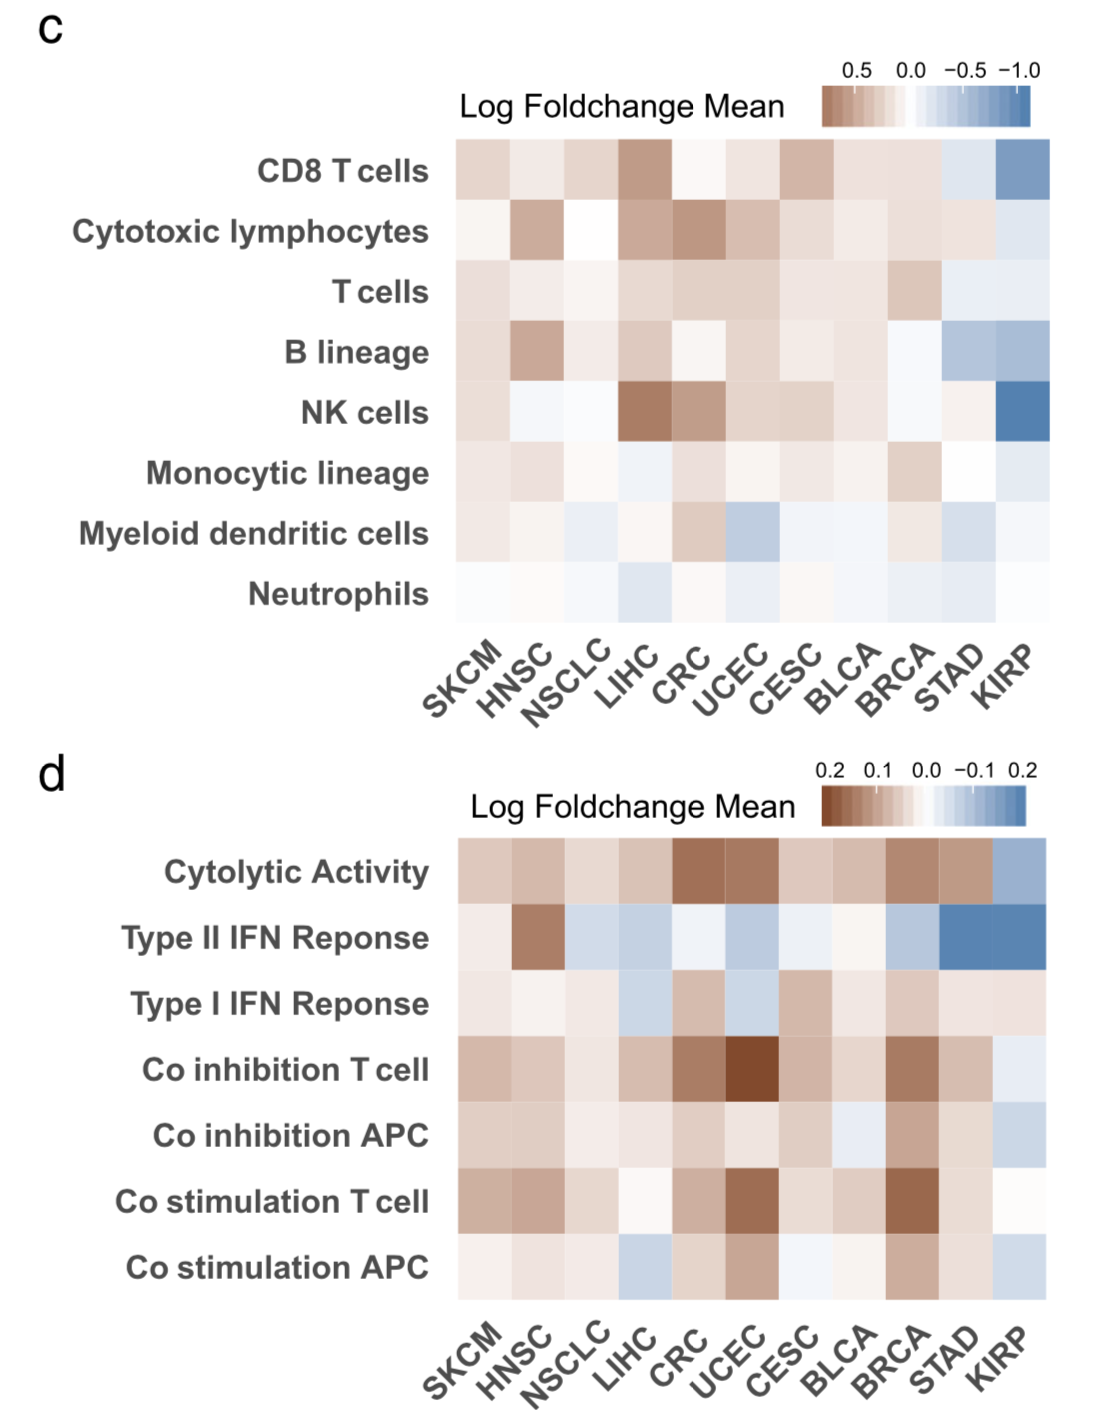 c
0.5 0.0 −0.5 −1.0
Log Foldchange Mean
CD8 T cells
Cytotoxic lymphocytes
T cells
B lineage
NK cells
Monocytic lineage
Myeloid dendritic cells
Neutrophils
SKCM HNSC NSCLC LIHC CRC UCEC CESC BLCA BRCA STAD KIRP
d
0.2 0.1 0.0 −0.1 0.2
Log Foldchange Mean
Cytolytic Activity
Type II IFN Reponse
Type I IFN Reponse
Co inhibition T cell
Co inhibition APC
Co stimulation T cell
Co stimulation APC
SKCM HNSC NSCLC LIHC CRC UCEC CESC BLCA BRCA STAD KIRP